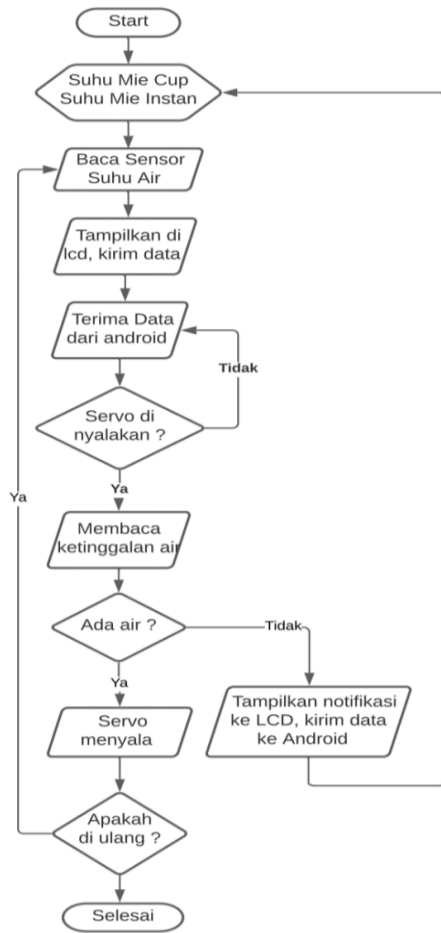 Start
Suhu Mie Cup
Suhu Mie Instan
Baca Sensor
Suhu Air
Tampilkan di
lcd, kirim data
Terima Data
dari android
Tidak
Servo di
nyalakan ?
Ya
Ya
Membaca
ketinggalan air
Ada air ?
Tidak
Ya
Tampilkan notifikasi
ke LCD, kirim data
ke Android
Servo
menyala
Apakah
di ulang ?
Selesai